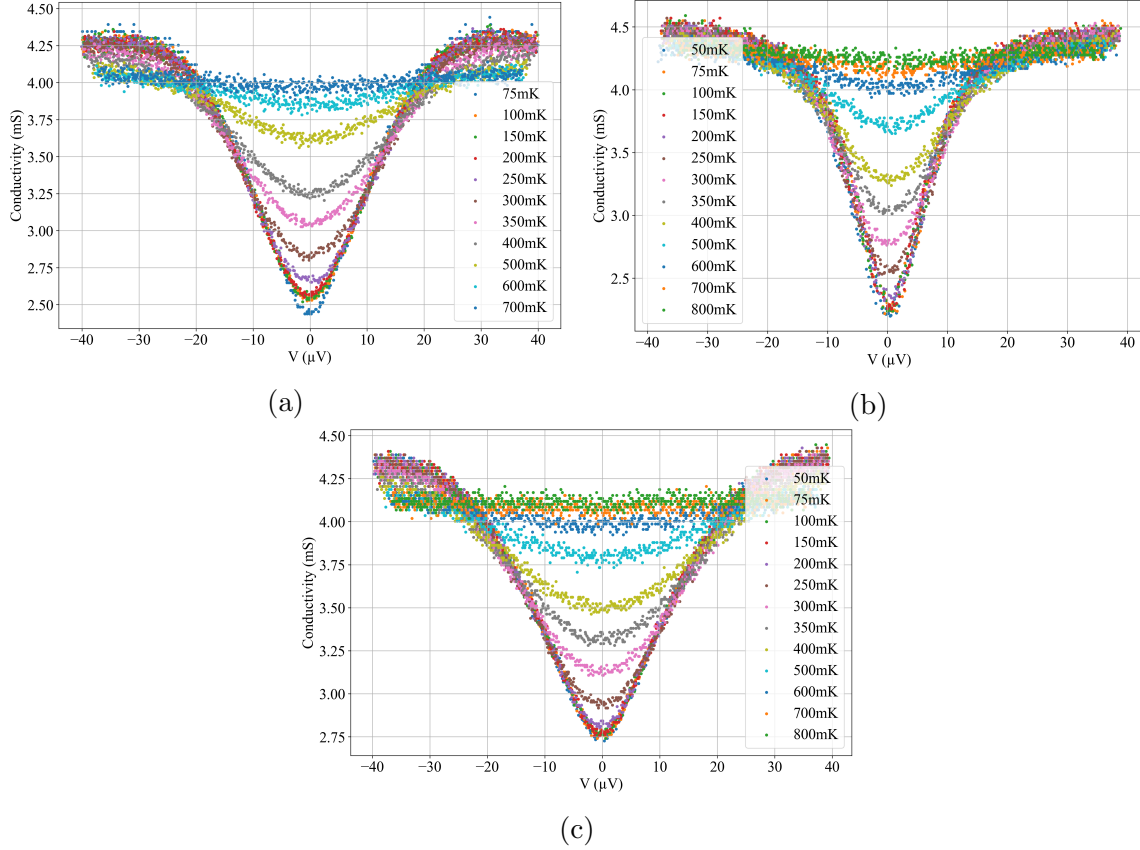 4.50
4.25
4.00
3.75
3.50
3.25
3.00
2.75
2.50
Conductivity (mS)
−40 −30 −20 −10 0 10 20 30 40
V (µV)
75mK
100mK
150mK
200mK
250mK
300mK
350mK
400mK
500mK
600mK
700mK
(a)
4.5
4.0
3.5
3.0
2.5
Conductivity (mS)
−40 −30 −20 −10 0 10 20 30 40
V (µV)
50mK
75mK
100mK
150mK
200mK
250mK
300mK
350mK
400mK
500mK
600mK
700mK
800mK
(b)
4.50
4.25
4.00
3.75
3.50
3.25
3.00
2.75
Conductivity (mS)
−40 −30 −20 −10 0 10 20 30 40
V (µV)
50mK
75mK
100mK
150mK
200mK
250mK
300mK
350mK
400mK
500mK
600mK
700mK
800mK
(c)